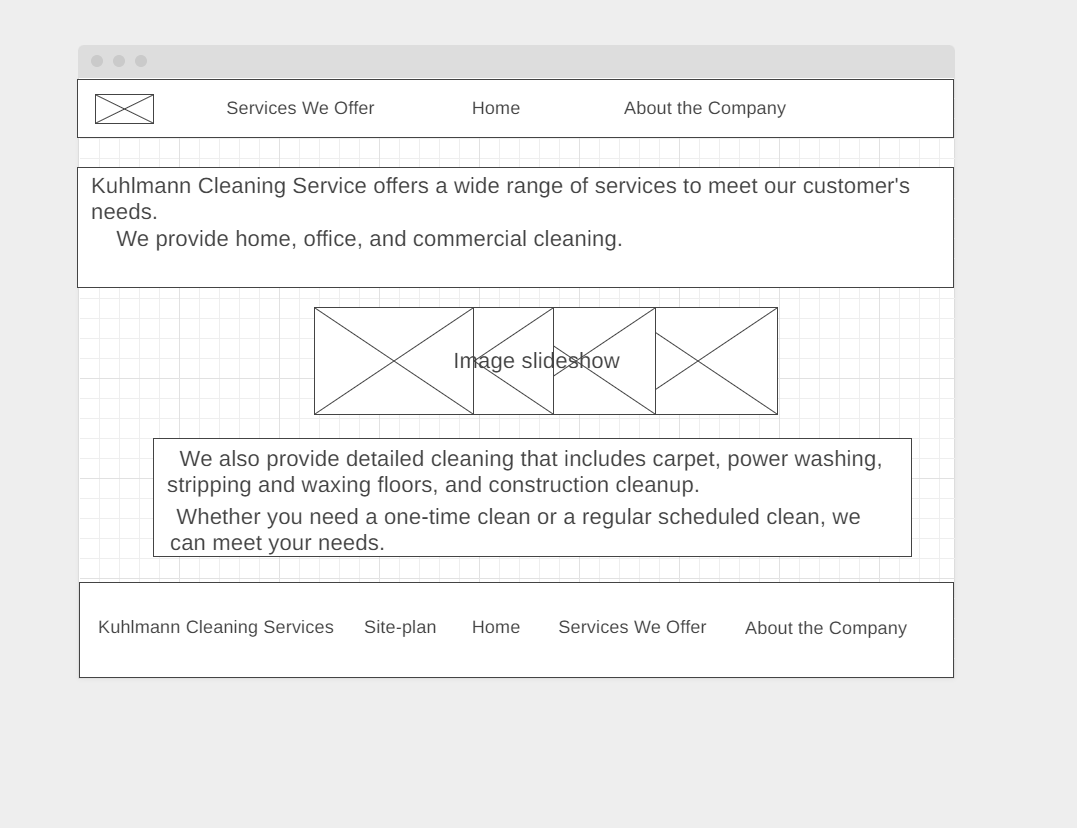 Services We Offer
Home
About the Company
Kuhlmann Cleaning Service offers a wide range of services to meet our customer's
needs.
We provide home, office, and commercial cleaning.
Image slideshow
We also provide detailed cleaning that includes carpet, power washing,
stripping and waxing floors, and construction cleanup.
Whether you need a one-time clean or a regular scheduled clean, we
can meet your needs.
Kuhlmann Cleaning Services
Site-plan
Home
Services We Offer
About the Company